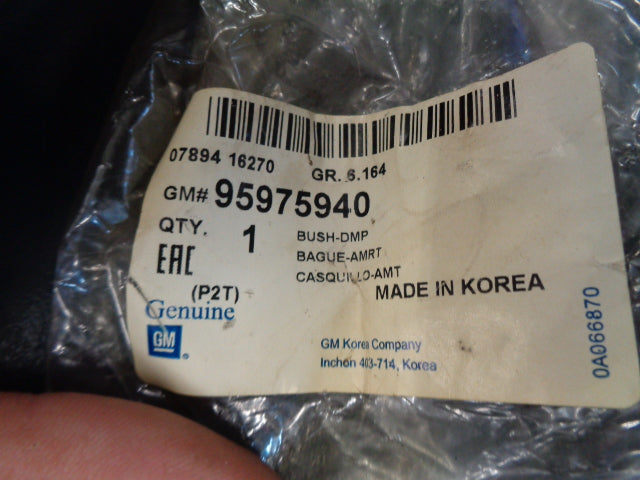 07894 16270
GR. 6.164
GM# 95975940
QTY. 1
BUSH-DMP
BAGUE-AMRT
CASQUILLO-AMT
EAC
(P2T)
MADE IN KOREA
Genuine
GM
GM Korea Company
Inchon 403-714, Korea
0A066870